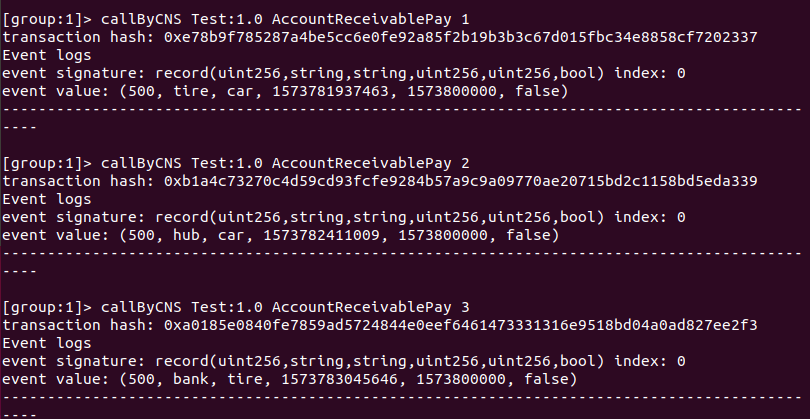 [group:1]> callByCNS Test:1.0 AccountReceivablePay 1
transaction hash: 0xe78b9f785287a4be5cc6e0fe92a85f2b19b3b3c67d015fbc34e8858cf7202337
Event logs
event signature: record(uint256,string,string,uint256,uint256,bool) index: 0
event value: (500, tire, car, 1573781937463, 1573800000, false)
-----------------------------------------------------------------------------------------
----
[group:1]> callByCNS Test:1.0 AccountReceivablePay 2
transaction hash: 0xb1a4c73270c4d59cd93fcfe9284b57a9c9a09770ae20715bd2c1158bd5eda339
Event logs
event signature: record(uint256,string,string,uint256,uint256,bool) index: 0
event value: (500, hub, car, 1573782411009, 1573800000, false)
-----------------------------------------------------------------------------------------
----
[group:1]> callByCNS Test:1.0 AccountReceivablePay 3
transaction hash: 0xa0185e0840fe7859ad5724844e0eef6461473331316e9518bd04a0ad827ee2f3
Event logs
event signature: record(uint256,string,string,uint256,uint256,bool) index: 0
event value: (500, bank, tire, 1573783045646, 1573800000, false)
-----------------------------------------------------------------------------------------
----